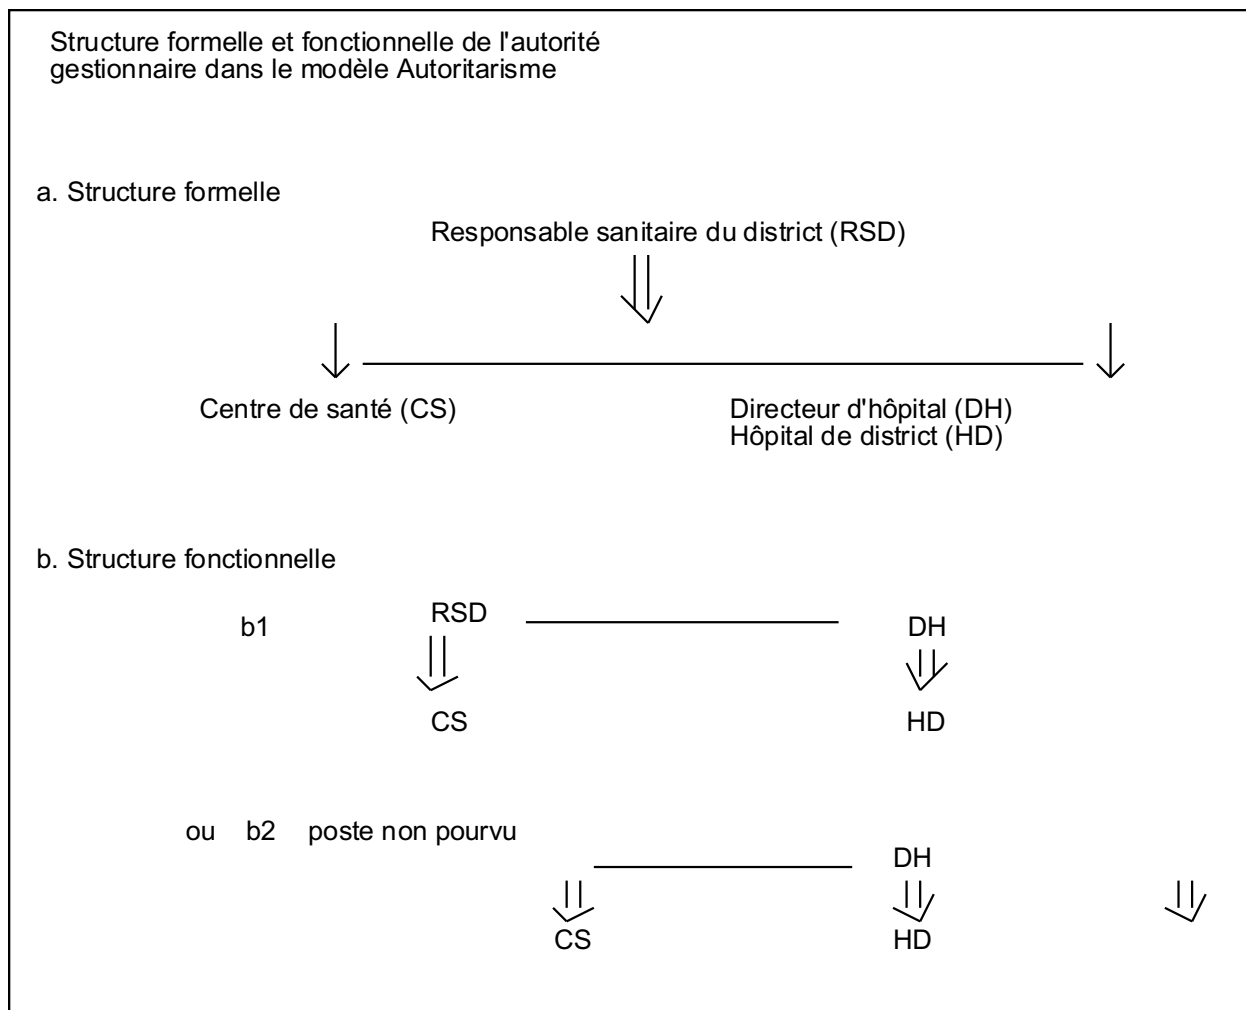 Structure formelle et fonctionnelle de l'autorité
gestionnaire dans le modèle Autoritarisme
a. Structure formelle
Responsable sanitaire du district (RSD)
Centre de santé (CS)
Directeur d'hôpital (DH)
Hôpital de district (HD)
b. Structure fonctionnelle
b1 RSD DH
CS HD
ou b2 poste non pourvu
DH
CS HD